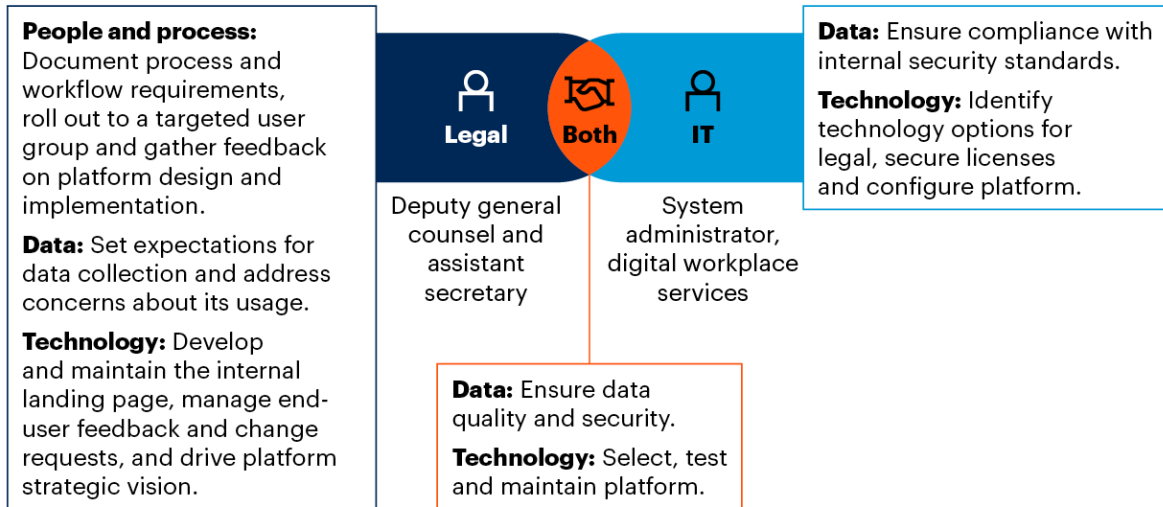 People and process:
Document process and
workflow requirements,
roll out to a targeted user
group and gather feedback
on platform design and
implementation.
Data: Set expectations for
data collection and address
concerns about its usage.
Technology: Develop
and maintain the internal
landing page, manage end-
user feedback and change
requests, and drive platform
strategic vision.
Legal
Both
IT
Deputy general
counsel and
assistant
secretary
System
administrator,
digital workplace
services
Data: Ensure data
quality and security.
Technology: Select, test
and maintain platform.
Data: Ensure compliance with
internal security standards.
Technology: Identify
technology options for
legal, secure licenses
and configure platform.